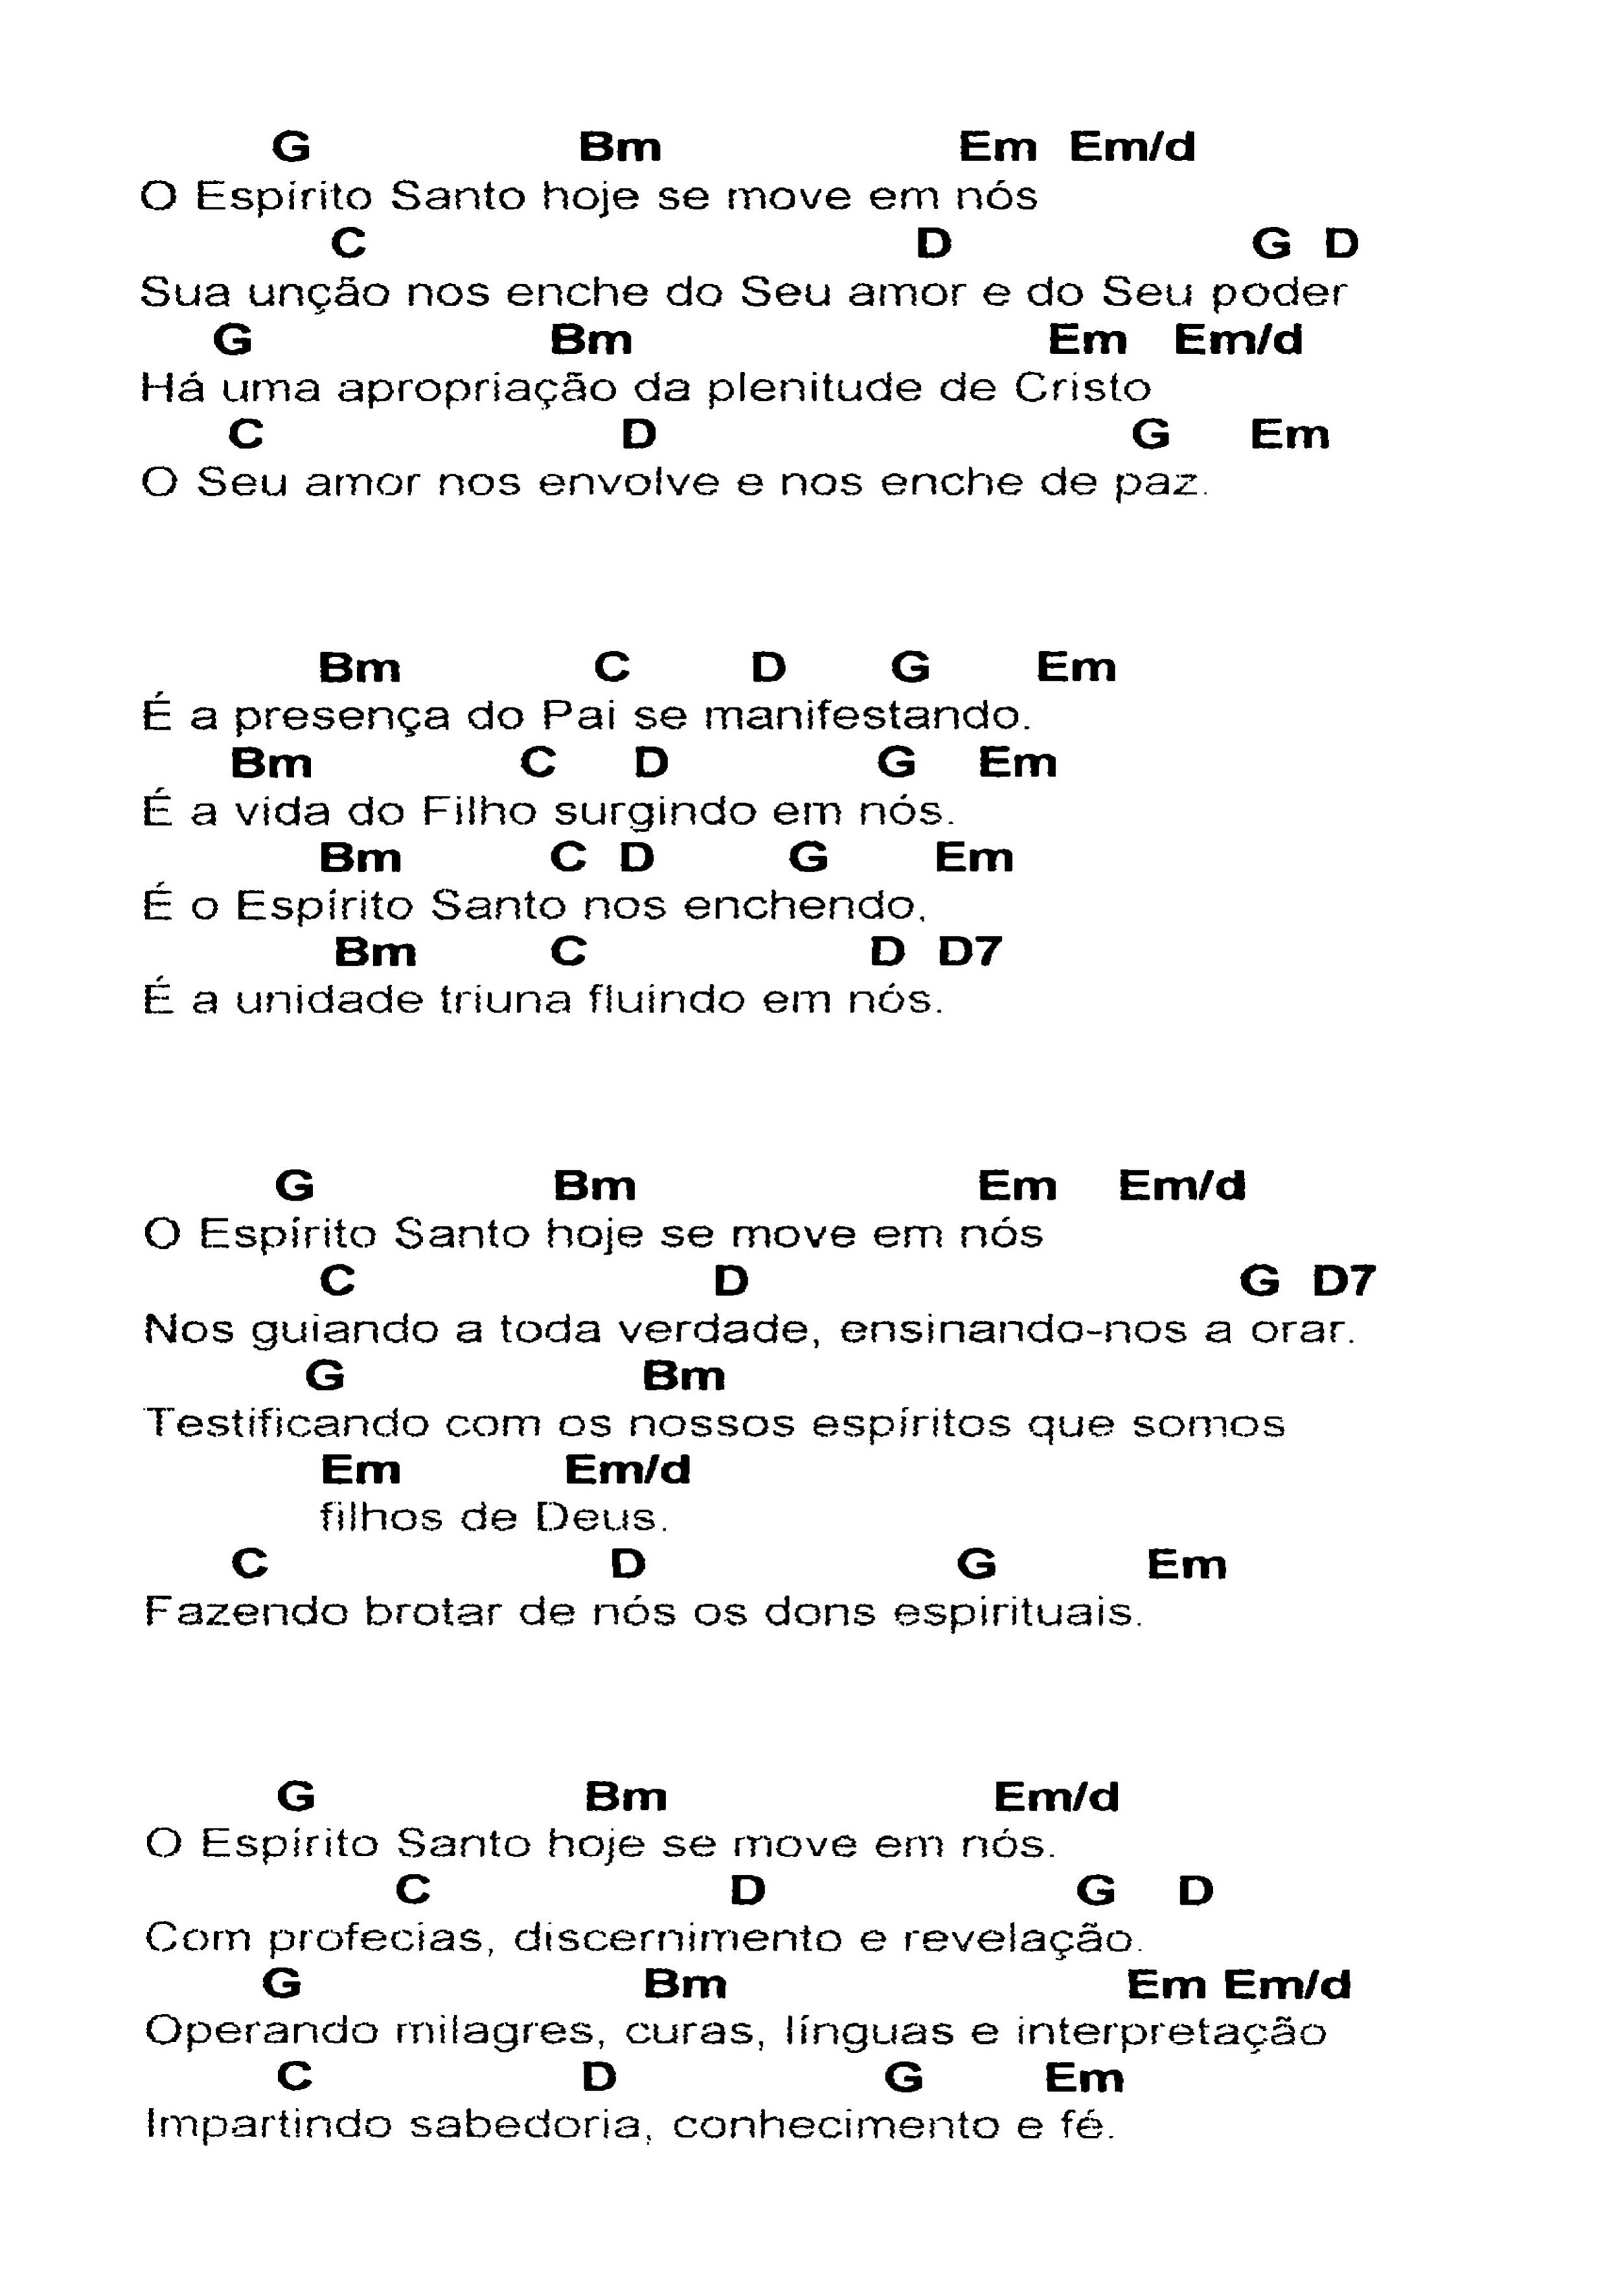 G Bm Em Em/d
O Espírito Santo hoje se move em nós
C D G D
Sua unção nos enche do Seu amor e do Seu poder
G Bm Em Em/d
Há uma apropriação da plenitude de Cristo
C D G Em
O Seu amor nos envolve e nos enche de paz.
Bm C D G Em
É a presença do Pai se manifestando.
Bm C D G Em
É a vida do Filho surgindo em nós.
Bm C D G Em
É o Espírito Santo nos enchendo,
Bm C D D7
É a unidade triuna fluindo em nós.
G Bm Em Em/d
O Espírito Santo hoje se move em nós
C D G D7
Nos guiando a toda verdade, ensinando-nos a orar.
G Bm
Testificando com os nossos espíritos que somos
Em Em/d
filhos de Deus.
C D G Em
Fazendo brotar de nós os dons espirituais.
G Bm Em/d
O Espírito Santo hoje se move em nós.
C D G D
Com profecias, discernimento e revelação.
G Bm Em Em/d
Operando milagres, curas, línguas e interpretação
C D G Em
Impartindo sabedoria, conhecimento e fé.